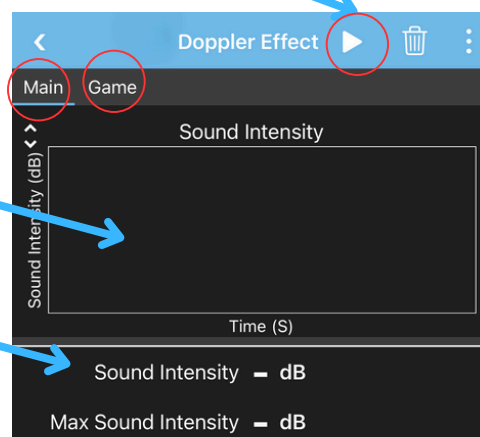 Doppler Effect
Main Game
Sound Intensity
Sound Intensity (dB)
Time (S)
Sound Intensity – dB
Max Sound Intensity – dB